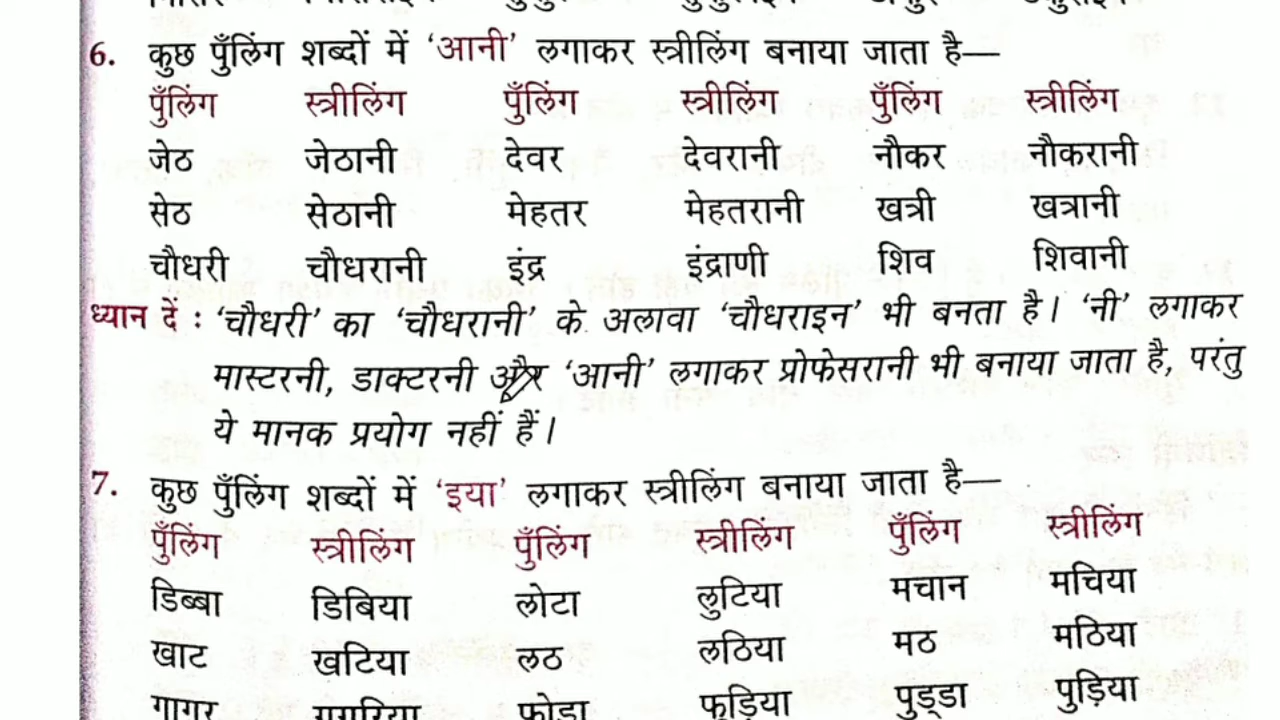 6. कुछ पुँलिंग शब्दों में ‘आनी’ लगाकर स्त्रीलिंग बनाया जाता है—
पुँलिंग स्त्रीलिंग पुँलिंग स्त्रीलिंग पुँलिंग स्त्रीलिंग
जेठ जेठानी देवर देवरानी नौकर नौकरानी
सेठ सेठानी मेहतर मेहतरानी खत्री खत्रानी
चौधरी चौधरानी इंद्र इंद्राणी शिव शिवानी
ध्यान दें : ‘चौधरी’ का ‘चौधरानी’ के अलावा ‘चौधराइन’ भी बनता है। ‘नी’ लगाकर
मास्टरनी, डाक्टरनी और ‘आनी’ लगाकर प्रोफेसरानी भी बनाया जाता है, परंतु
ये मानक प्रयोग नहीं हैं।
7. कुछ पुँलिंग शब्दों में ‘इया’ लगाकर स्त्रीलिंग बनाया जाता है—
पुँलिंग स्त्रीलिंग पुँलिंग स्त्रीलिंग पुँलिंग स्त्रीलिंग
डिब्बा डिबिया लोटा लुटिया मचान मचिया
खाट खटिया लठ लठिया मठ मठिया
गागर गगरिया फोड़ा फुड़िया पुड्डा पुड़िया